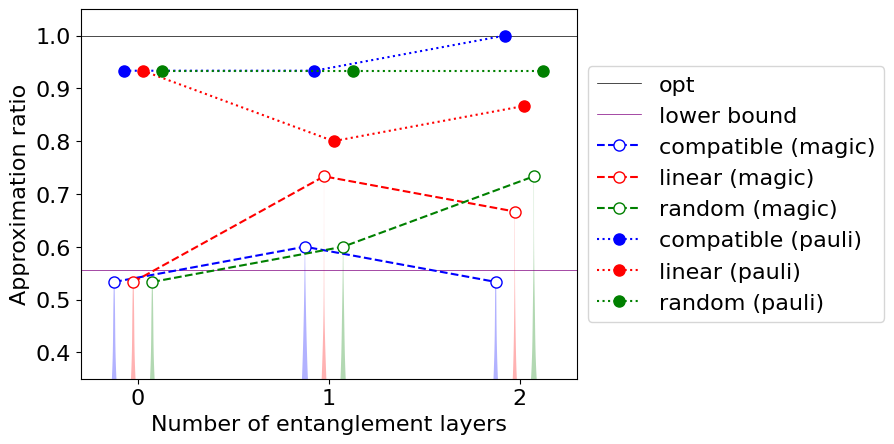 1.0
0.9
0.8
0.7
0.6
0.5
0.4
Approximation ratio
0 1 2
Number of entanglement layers
opt
lower bound
compatible (magic)
linear (magic)
random (magic)
compatible (pauli)
linear (pauli)
random (pauli)